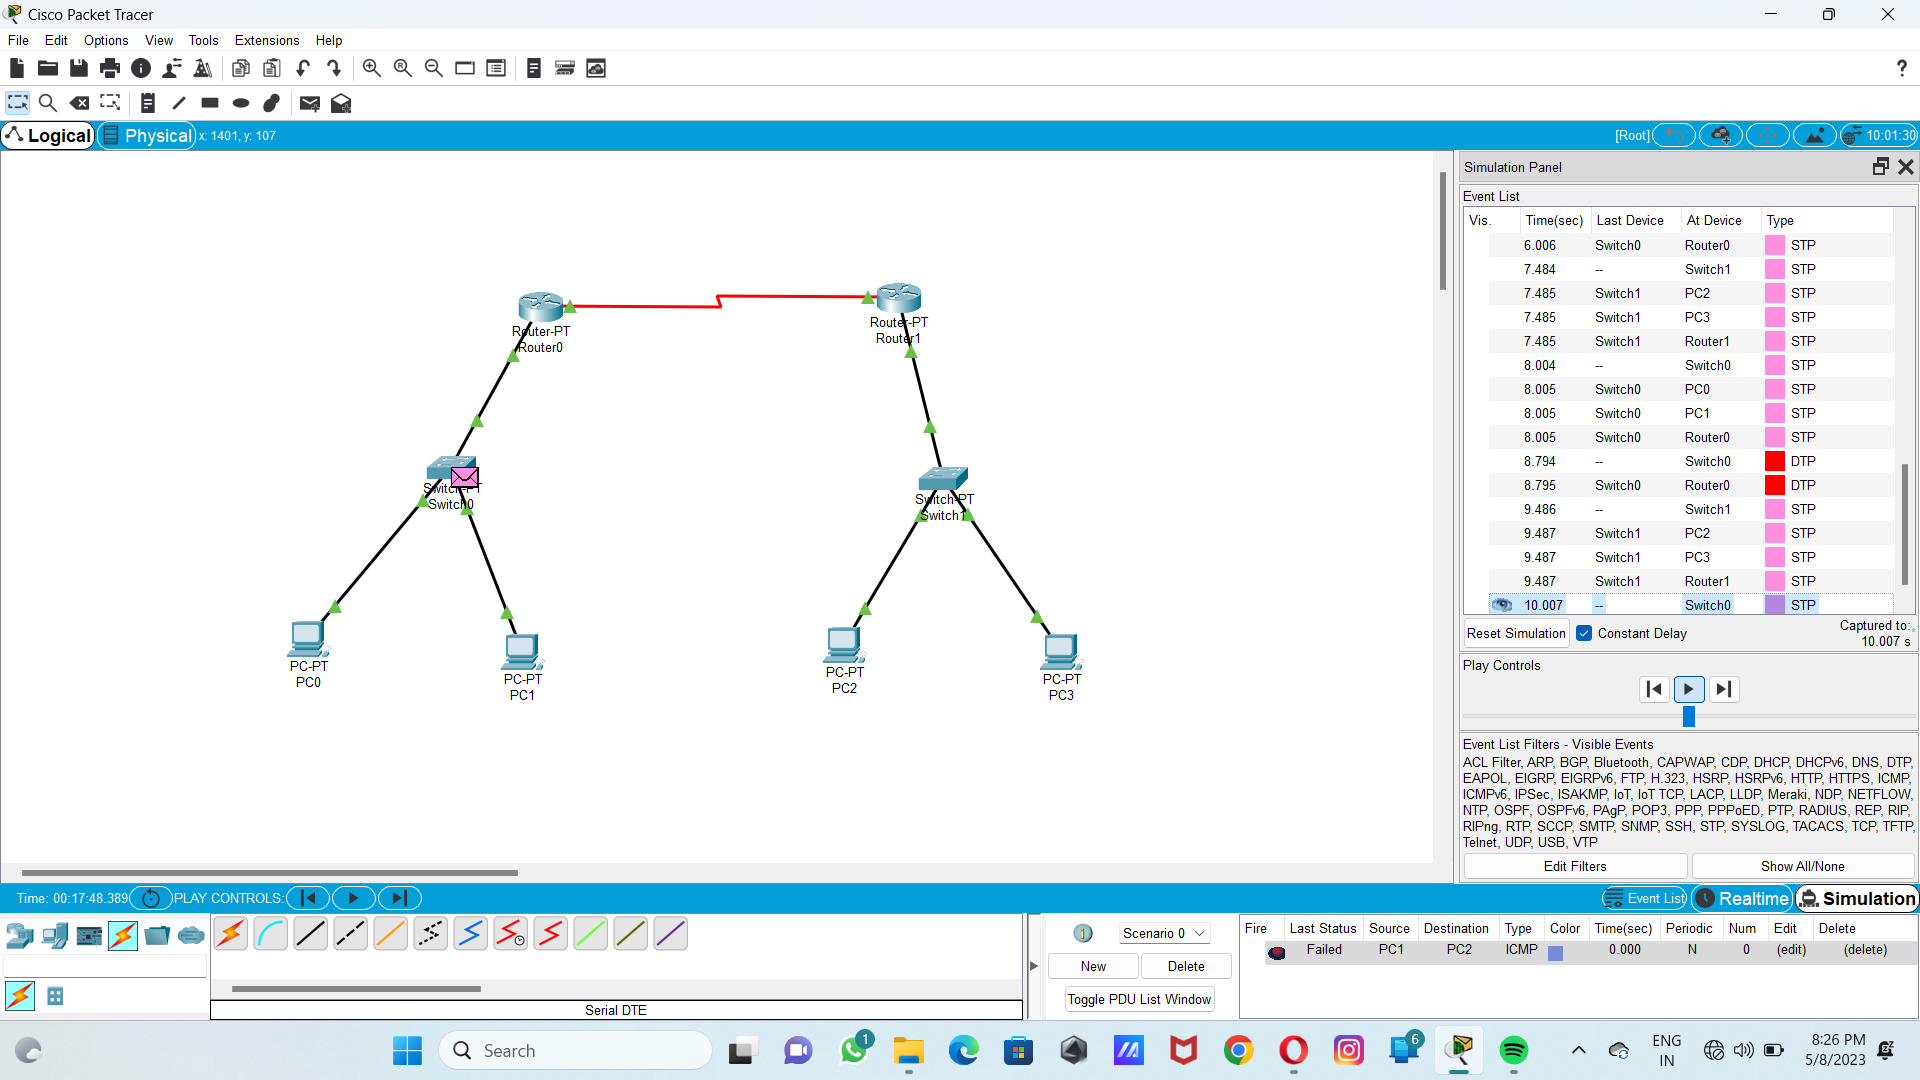 Cisco Packet Tracer
File Edit Options View Tools Extensions Help
?
Logical Physical x: 1401, y: 107 [Root] 10:01:30
Router-PT
Router0
Router-PT
Router1
Switch-PT
Switch0
Switch-PT
Switch1
PC-PT
PC0
PC-PT
PC1
PC-PT
PC2
PC-PT
PC3
Simulation Panel
Event List
Vis. Time(sec) Last Device At Device Type
6.006 Switch0 Router0 STP
7.484 -- Switch1 STP
7.485 Switch1 PC2 STP
7.485 Switch1 PC3 STP
7.485 Switch1 Router1 STP
8.004 -- Switch0 STP
8.005 Switch0 PC0 STP
8.005 Switch0 PC1 STP
8.005 Switch0 Router0 STP
8.794 -- Switch0 DTP
8.795 Switch0 Router0 DTP
9.486 -- Switch1 STP
9.487 Switch1 PC2 STP
9.487 Switch1 PC3 STP
9.487 Switch1 Router1 STP
10.007 -- Switch0 STP
Reset Simulation Constant Delay Captured to:
10.007 s
Play Controls
Event List Filters - Visible Events
ACL Filter, ARP, BGP, Bluetooth, CAPWAP, CDP, DHCP, DHCPv6, DNS, DTP,
EAPOL, EIGRP, EIGRPv6, FTP, H.323, HSRP, HSRPv6, HTTP, HTTPS, ICMP,
ICMPv6, IPSec, ISAKMP, IoT, IoT TCP, LACP, LLDP, Meraki, NDP, NETFLOW,
NTP, OSPF, OSPFv6, PAgP, POP3, PPP, PPPoED, PTP, RADIUS, REP, RIP,
RIPng, RTP, SCCP, SMTP, SNMP, SSH, STP, SYSLOG, TACACS, TCP, TFTP,
Telnet, UDP, USB, VTP
Edit Filters Show All/None
Time: 00:17:48.389 PLAY CONTROLS: Event List Realtime Simulation
Scenario 0
New Delete
Toggle PDU List Window
Fire Last Status Source Destination Type Color Time(sec) Periodic Num Edit Delete
Failed PC1 PC2 ICMP 0.000 N 0 (edit) (delete)
Serial DTE
Search
1
6
ENG
IN
8:26 PM
5/8/2023